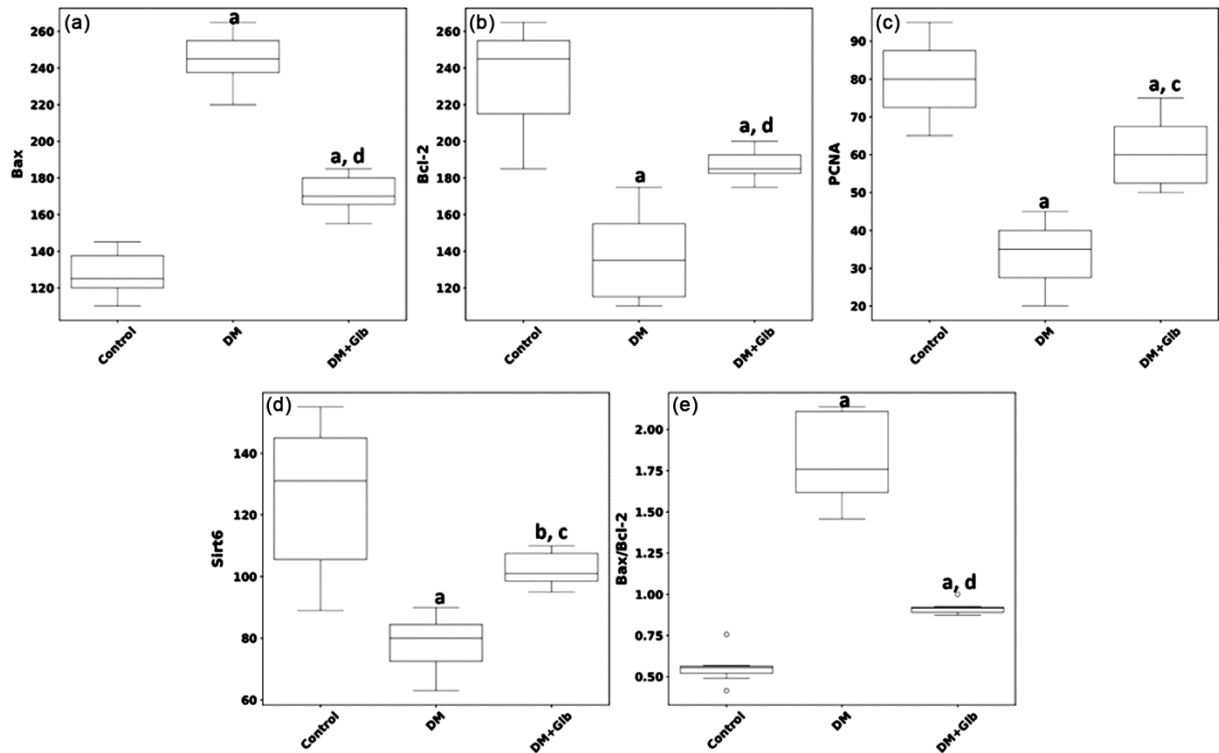 (a)
Bax
260
240
220
200
180
160
140
120
a
a, d
Control
DM
DM+Glb
(b)
Bcl-2
260
240
220
200
180
160
140
120
a
a, d
Control
DM
DM+Glb
(c)
PCNA
90
80
70
60
50
40
30
20
a
a, c
Control
DM
DM+Glb
(d)
Sirt6
140
120
100
80
60
a
b, c
Control
DM
DM+Glb
(e)
Bax/Bcl-2
2.00
1.75
1.50
1.25
1.00
0.75
0.50
a
a, d
Control
DM
DM+Glb